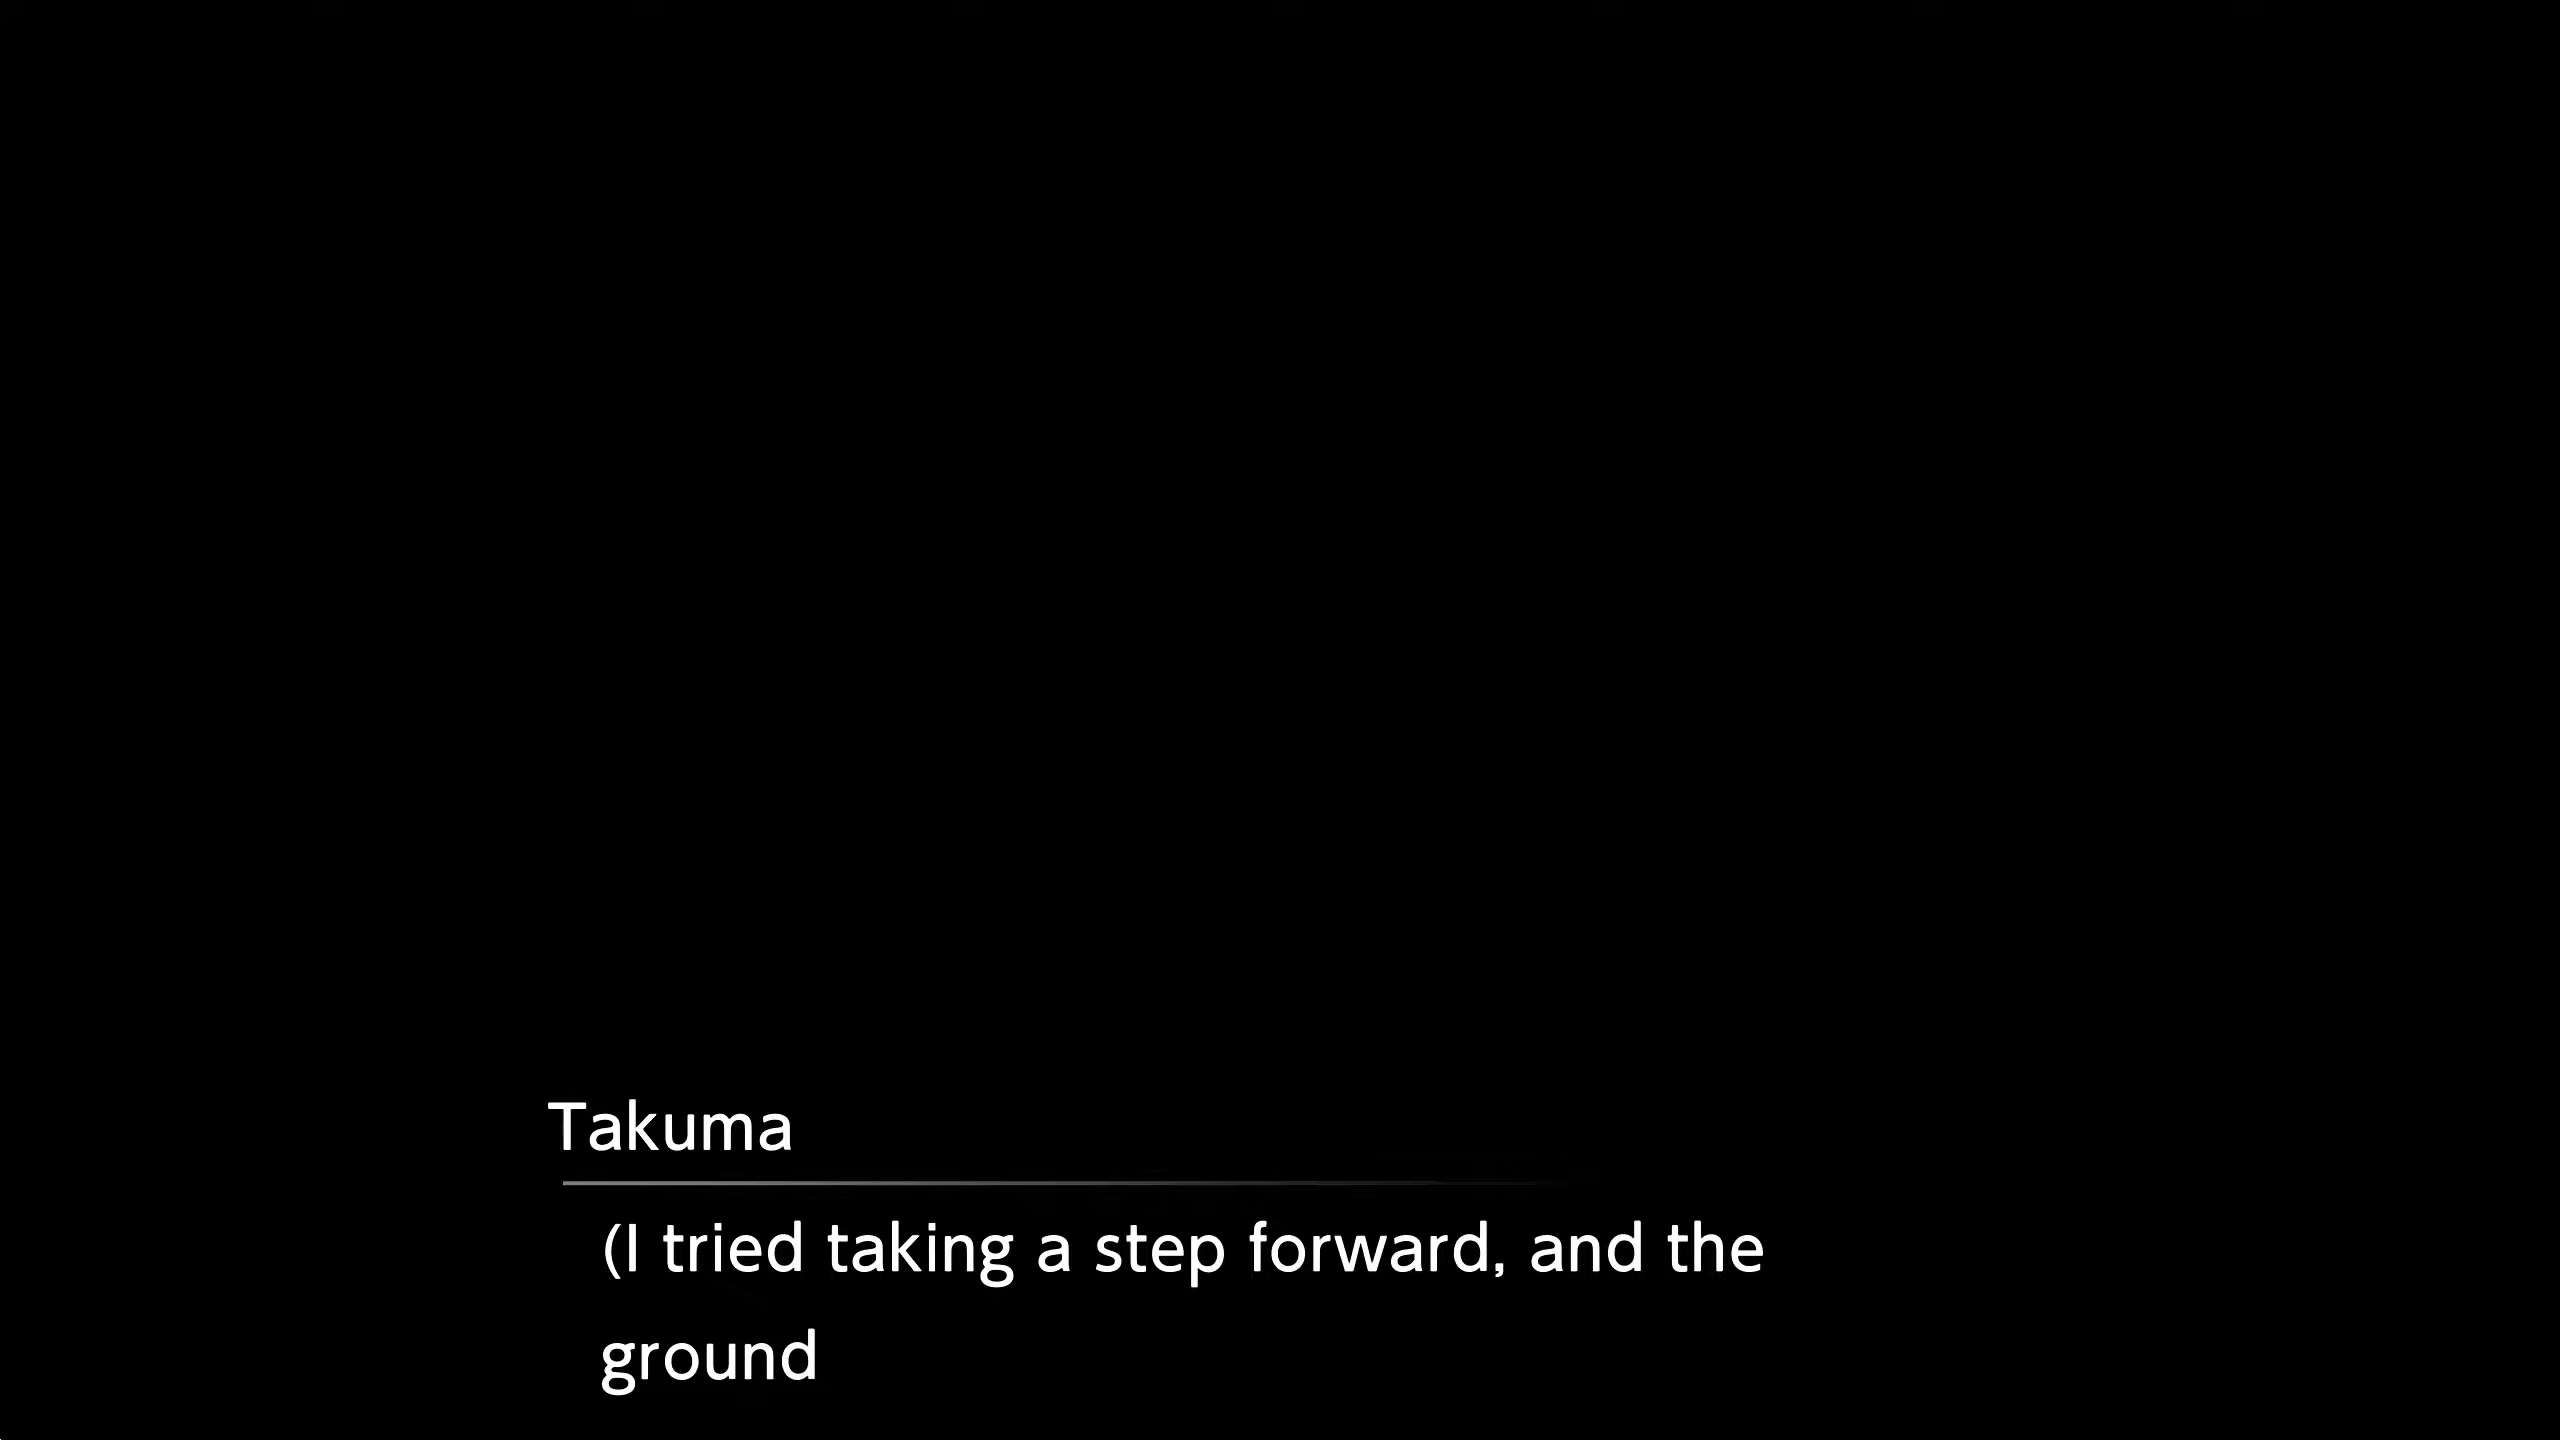 Takuma
(I tried taking a step forward, and the
ground